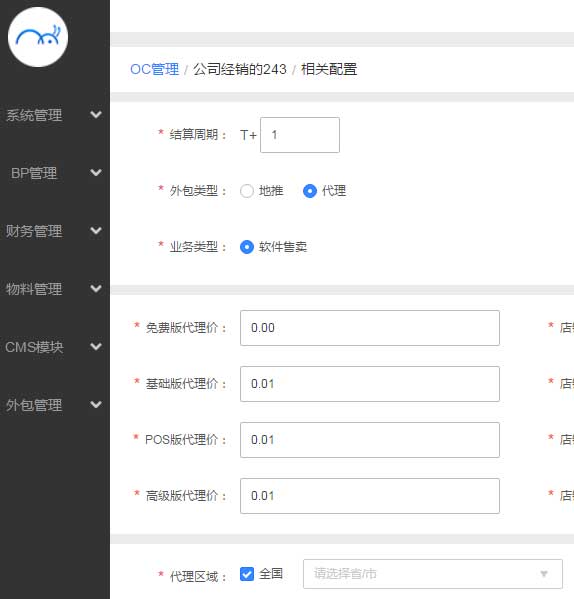 OC管理 / 公司经销的243 / 相关配置
系统管理
BP管理
财务管理
物料管理
CMS模块
外包管理
* 结算周期： T+ 1
* 外包类型： 地推 代理
* 业务类型： 软件售卖
* 免费版代理价： 0.00 * 店
* 基础版代理价： 0.01 * 店
* POS版代理价： 0.01 * 店
* 高级版代理价： 0.01 * 店
* 代理区域： 全国 请选择省/市